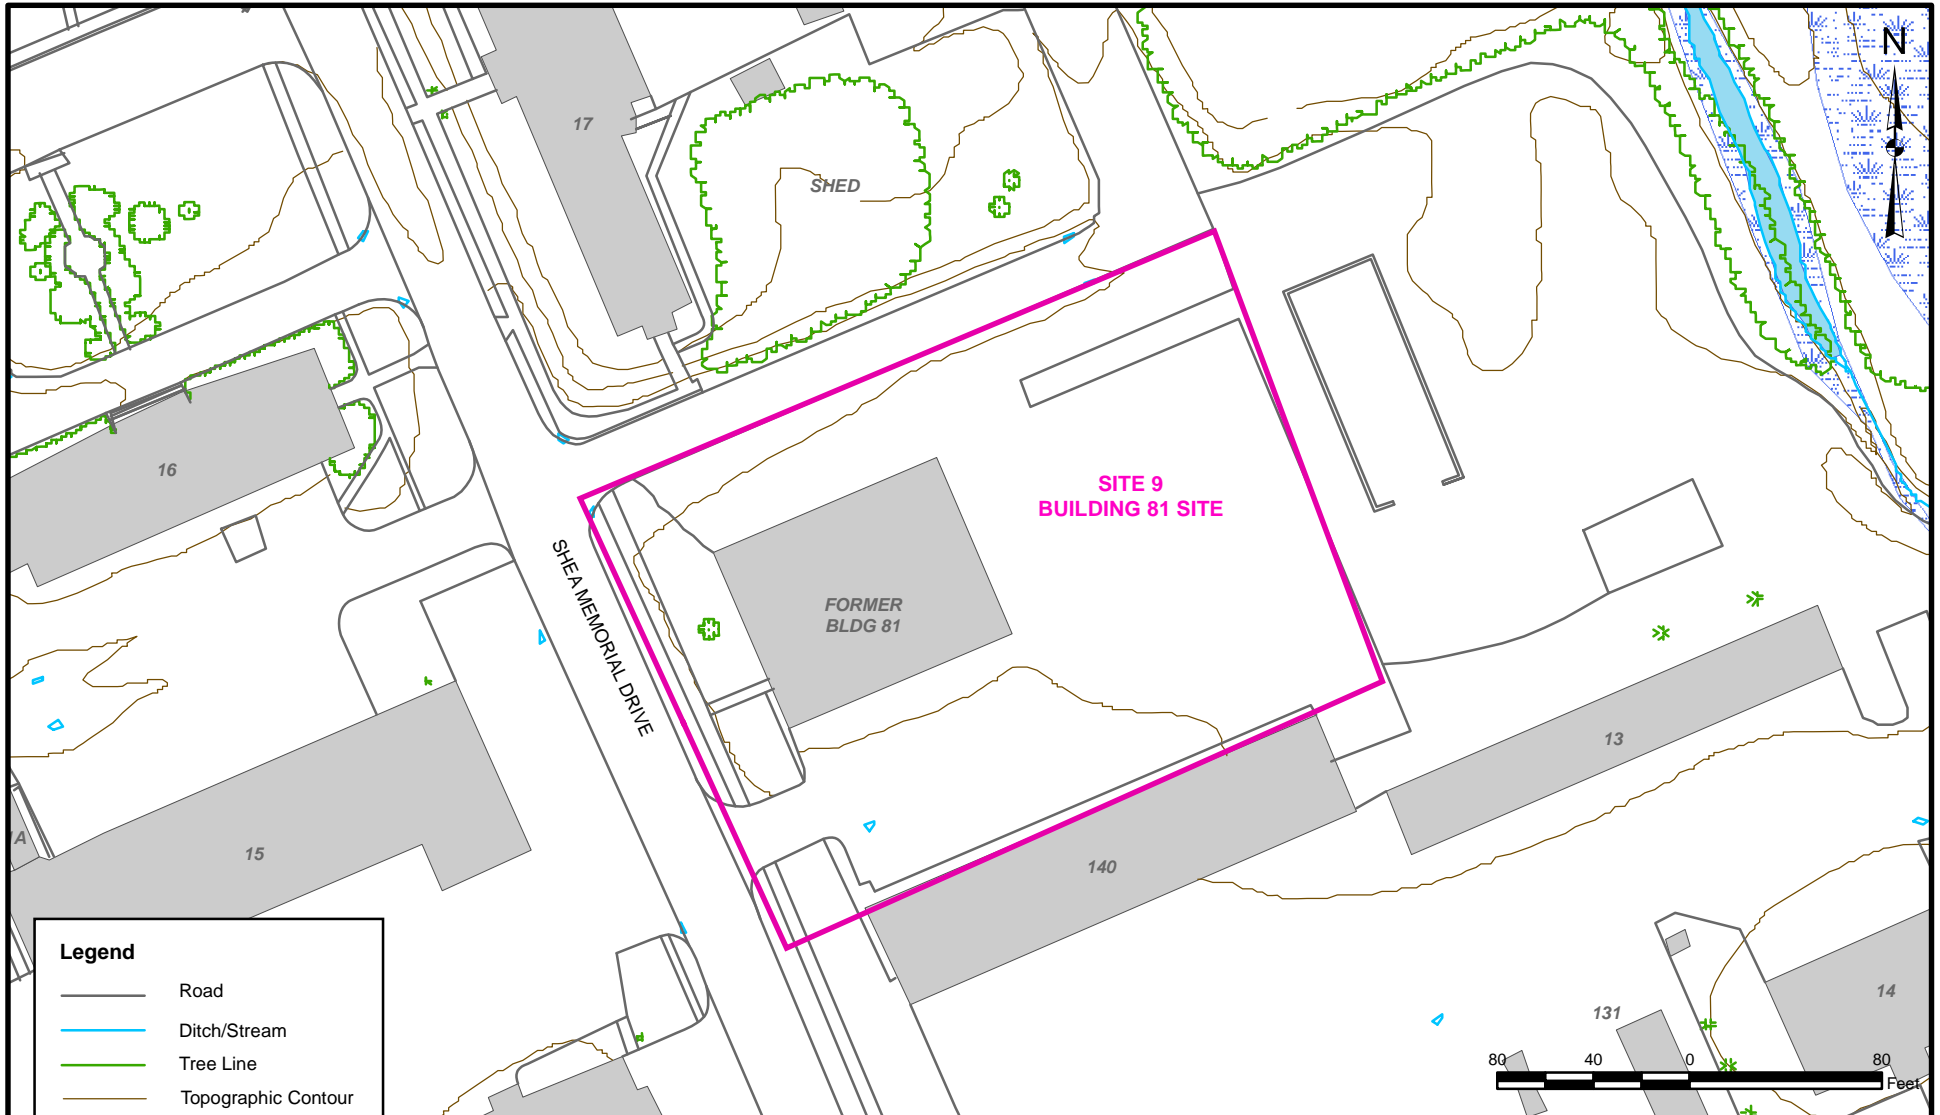 N
17
SHED
16
SITE 9
BUILDING 81 SITE
SHEA MEMORIAL DRIVE
FORMER
BLDG 81
13
1A
15
140
14
131
Legend
Road
Ditch/Stream
Tree Line
Topographic Contour
80 40 0 80
Feet